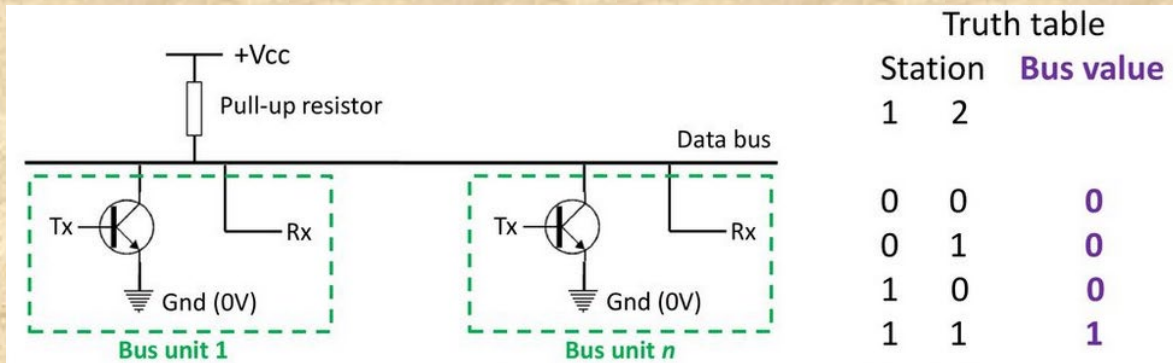 +Vcc
Pull-up resistor
Data bus
Tx
Rx
Gnd (0V)
Bus unit 1
Tx
Rx
Gnd (0V)
Bus unit n
Truth table
Station Bus value
1 2
0 0 0
0 1 0
1 0 0
1 1 1